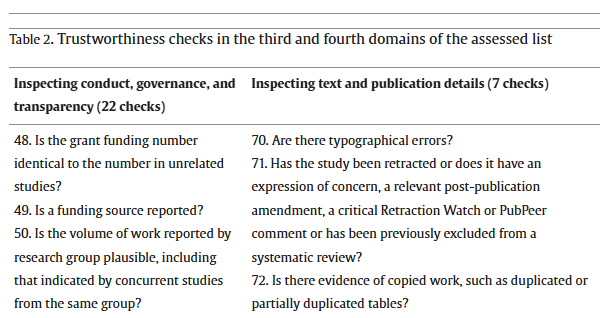 Table 2. Trustworthiness checks in the third and fourth domains of the assessed list
Inspecting conduct, governance, and
transparency (22 checks)
Inspecting text and publication details (7 checks)
48. Is the grant funding number
identical to the number in unrelated
studies?
49. Is a funding source reported?
50. Is the volume of work reported by
research group plausible, including
that indicated by concurrent studies
from the same group?
70. Are there typographical errors?
71. Has the study been retracted or does it have an
expression of concern, a relevant post-publication
amendment, a critical Retraction Watch or PubPeer
comment or has been previously excluded from a
systematic review?
72. Is there evidence of copied work, such as duplicated or
partially duplicated tables?